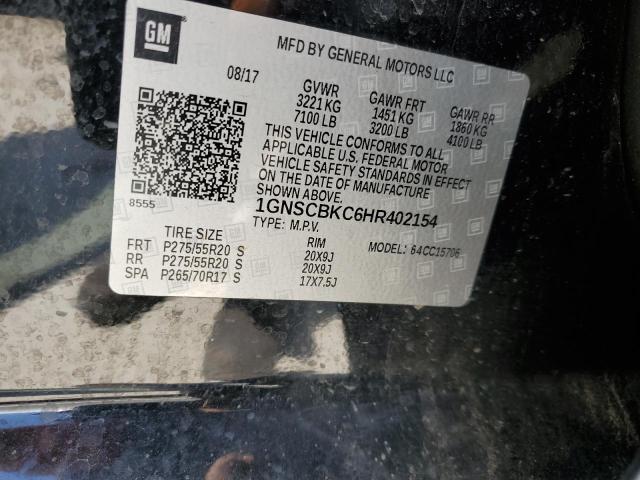 GM
MFD BY GENERAL MOTORS LLC
08/17
GVWR GAWR FRT GAWR RR
3221 KG 1451 KG 1860 KG
7100 LB 3200 LB 4100 LB
THIS VEHICLE CONFORMS TO ALL
APPLICABLE U.S. FEDERAL MOTOR
VEHICLE SAFETY STANDARDS IN EFFECT
ON THE DATE OF MANUFACTURE
SHOWN ABOVE.
8555
1GNSCBKC6HR402154
TYPE: M.P.V. MODEL: 64CC15706
TIRE SIZE RIM
FRT P275/55R20 S 20X9J
RR P275/55R20 S 20X9J
SPA P265/70R17 S 17X7.5J